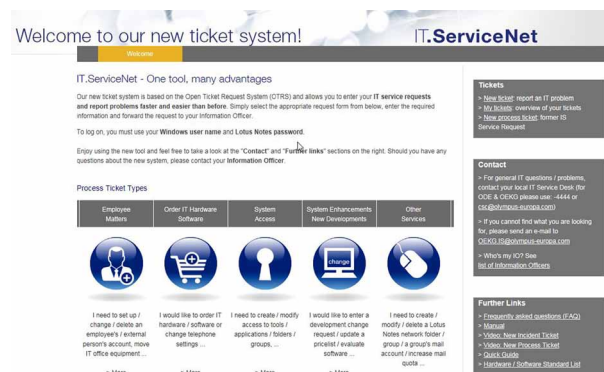 Welcome to our new ticket system!
IT.ServiceNet
Welcome
IT.ServiceNet - One tool, many advantages
Our new ticket system is based on the Open Ticket Request System (OTRS) and allows you to enter your IT service requests
and report problems faster and easier than before. Simply select the appropriate request form from below, enter the required
information and forward the request to your Information Officer.
To log on, you must use your Windows user name and Lotus Notes password.
Enjoy using the new tool and feel free to take a look at the "Contact" and "Further links" sections on the right. Should you have any
questions about the new system, please contact your Information Officer.
Process Ticket Types
Employee
Matters
Order IT Hardware
Software
System
Access
System Enhancements
New Developments
Other
Services
change
I need to set up /
change / delete an
employee's / external
person's account, move
IT office equipment ...
> More
I would like to order IT
hardware / software or
change telephone
settings ...
> More
I need to create / modify
access to tools /
applications / folders /
groups, ...
> More
I would like to enter a
development change
request / update a
pricelist / evaluate
software ...
> More
I need to create /
modify / delete a Lotus
Notes network folder /
group / a group's mail
account / increase mail
quota ...
> More
Tickets
> New ticket: report an IT problem
> My tickets: overview of your tickets
> New process ticket: former IS
Service Request
Contact
> For general IT questions / problems,
contact your local IT Service Desk (for
ODE & OEKG please use: -4444 or
csc@olympus-europa.com)
> If you cannot find what you are looking
for, please send an e-mail to
OEKG.IS@olympus-europa.com
> Who's my IO? See
list of Information Officers
Further Links
> Frequently asked questions (FAQ)
> Manual
> Video: New Incident Ticket
> Video: New Process Ticket
> Quick Guide
> Hardware / Software Standard List